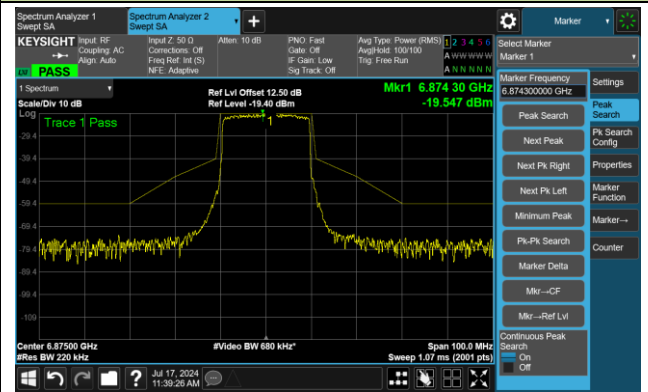 Spectrum Analyzer 1
Swept SA
Spectrum Analyzer 2
Swept SA
Marker
KEYSIGHT
Input: RF
Coupling: AC
Align: Auto
Input Z: 50 Ω
Corrections: Off
Freq Ref: Int (S)
NFE: Adaptive
Atten: 10 dB
PNO: Fast
Gate: Off
IF Gain: Low
Sig Track: Off
Avg Type: Power (RMS)
Avg|Hold: 100/100
Trig: Free Run
1 2 3 4 5 6
A W W W W W
A N N N N N
PASS
Select Marker
Marker 1
1 Spectrum
Scale/Div 10 dB
Ref Lvl Offset 12.50 dB
Ref Level -19.40 dBm
Mkr1 6.874 30 GHz
-19.547 dBm
Log
Trace 1 Pass
1
-29.4
-39.4
-49.4
-59.4
-69.4
-79.4
-89.4
-99.4
-109
Center 6.87500 GHz
#Res BW 220 kHz
#Video BW 680 kHz*
Span 100.0 MHz
Sweep 1.07 ms (2001 pts)
Marker Frequency
6.874300000 GHz
Peak Search
Next Peak
Next Pk Right
Next Pk Left
Minimum Peak
Pk-Pk Search
Marker Delta
Mkr→CF
Mkr→Ref Lvl
Continuous Peak
Search
On
Off
Settings
Peak
Search
Pk Search
Config
Properties
Marker
Function
Marker→
Counter
Jul 17, 2024
11:39:26 AM